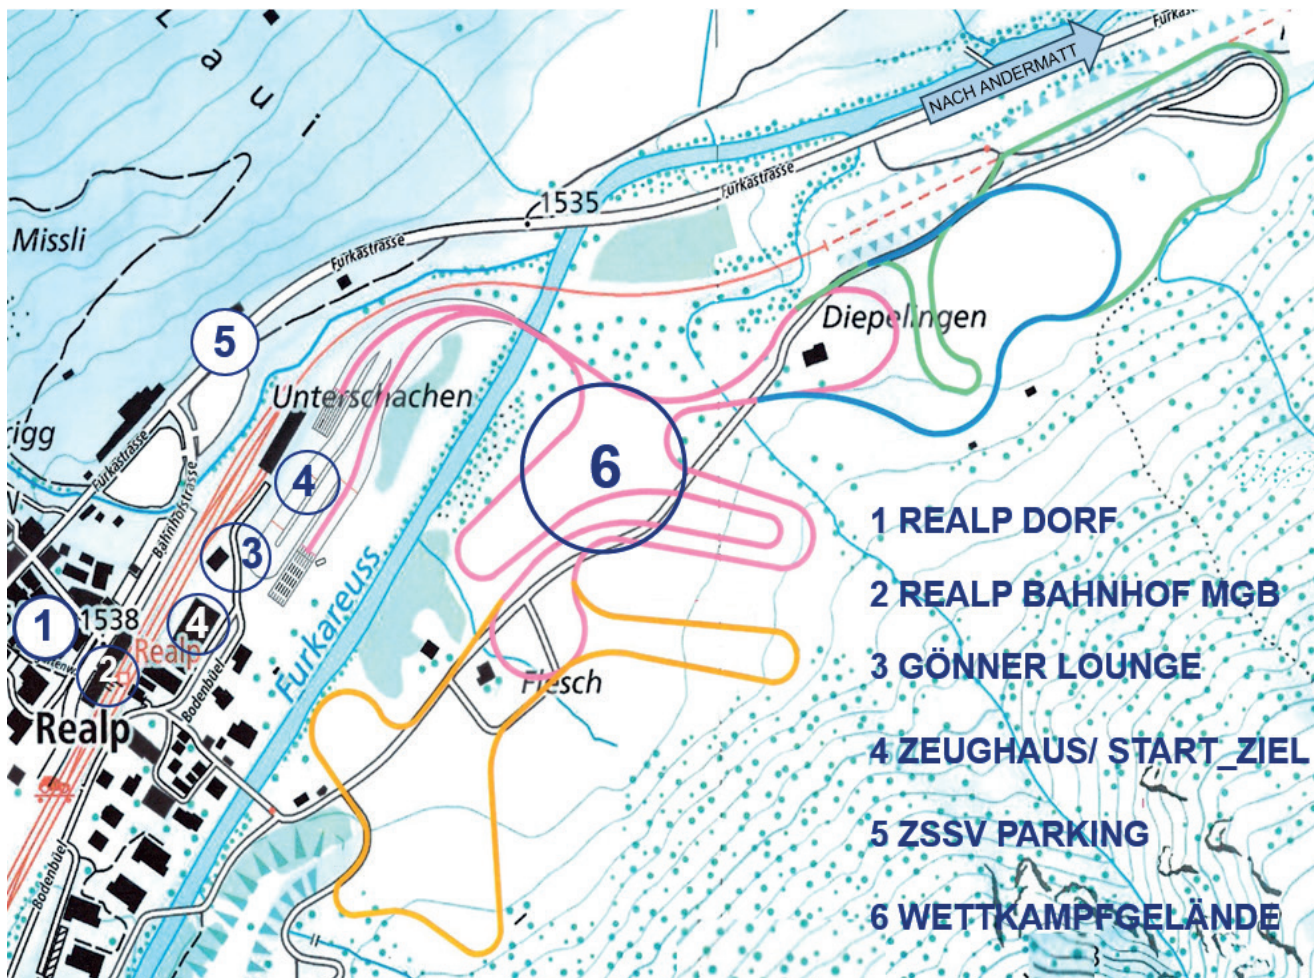 L
a
u
i
Furkastrasse
NACH ANDERMATT
Furkastrasse
1535
Missli
Furkastrasse
5
Diepelingen
Unterschachen
rigg
Furkastrasse
4
6
Bahnhofstrasse
3
1 REALP DORF
1538
1
4
Furkareuss
2 REALP BAHNHOF MGB
Realp
2
Bodenbüel
Flesch
3 GÖNNER LOUNGE
Realp
4 ZEUGHAUS/ START_ZIEL
5 ZSSV PARKING
Bodenbüel
6 WETTKAMPFGELÄNDE